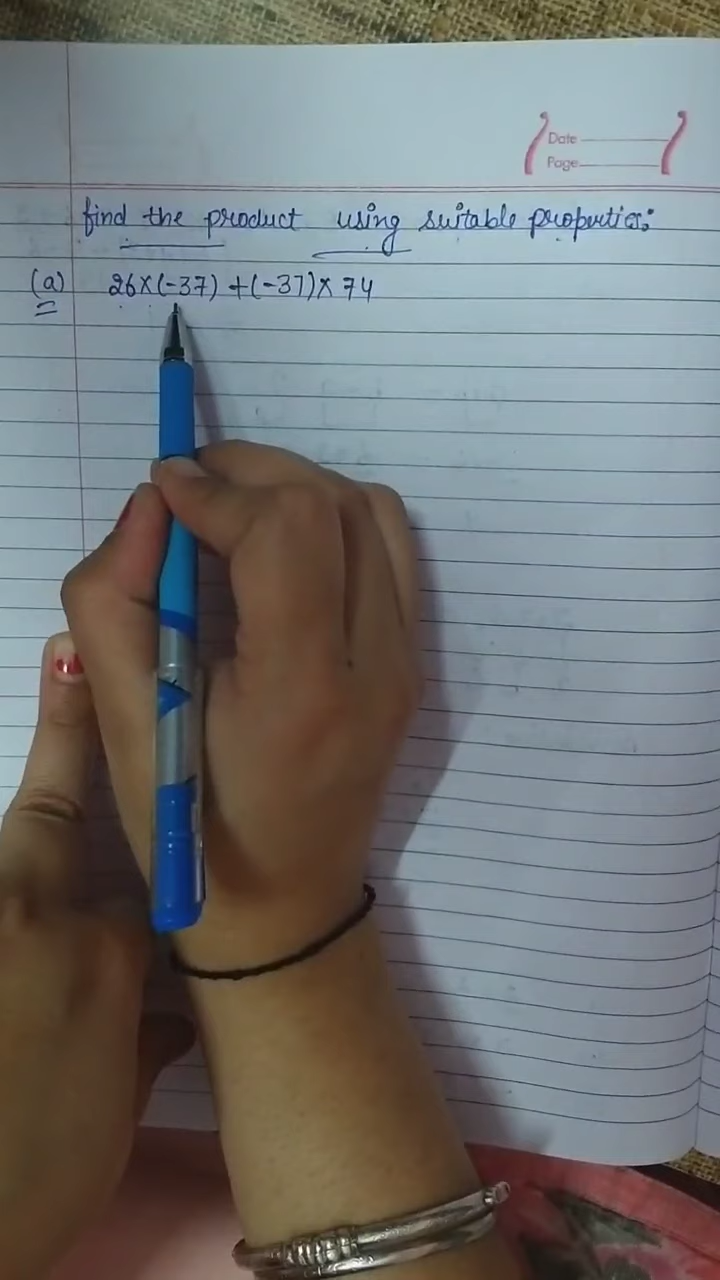 Date
Page
find the product using suitable properties:
(a) 26×(-37) +(-37)× 74